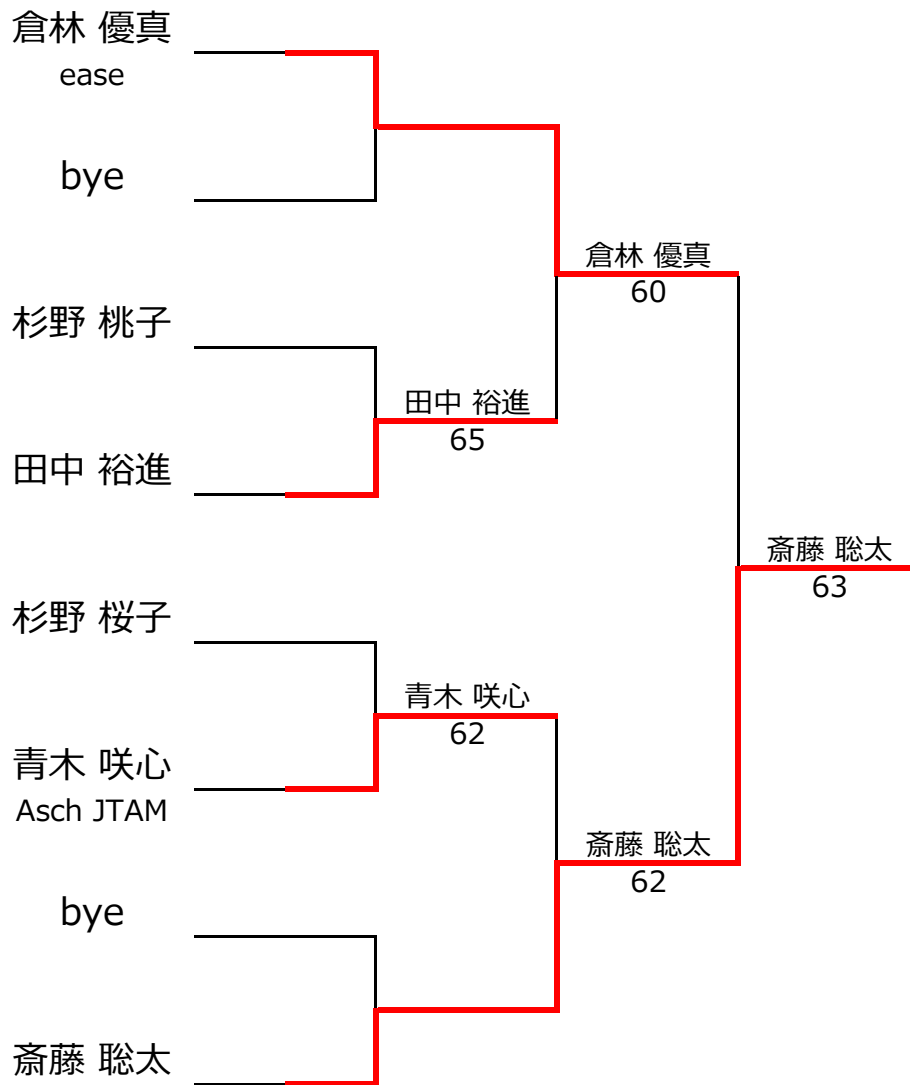 倉林 優真
ease
bye
杉野 桃子
田中 裕進
杉野 桜子
青木 咲心
Asch JTAM
bye
斎藤 聡太
田中 裕進
65
青木 咲心
62
倉林 優真
60
斎藤 聡太
62
斎藤 聡太
63